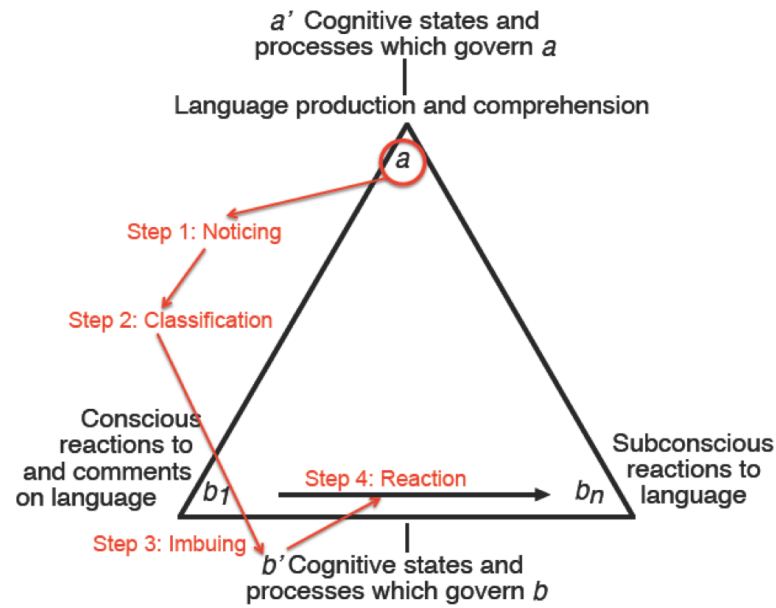 a’ Cognitive states and
processes which govern a
Language production and comprehension
a
Step 1: Noticing
Step 2: Classification
Conscious
reactions to
and comments
on language
b1
Step 4: Reaction
bn
Subconscious
reactions to
language
Step 3: Imbuing
b’ Cognitive states and
processes which govern b